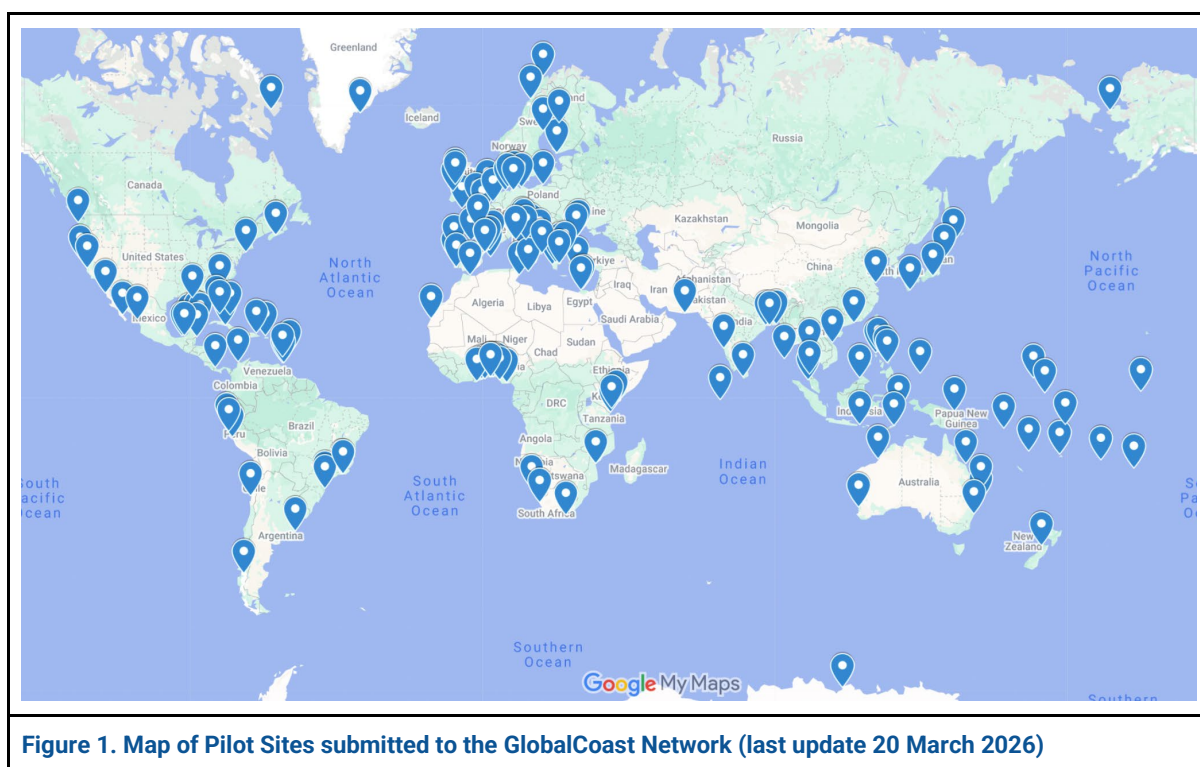 Greenland
Iceland
Norway
Russia
Canada
Poland
Kazakhstan
Mongolia
United States
North
Atlantic
Ocean
North
Pacific
Ocean
China
Iraq
Iran
Algeria
Libya
Egypt
Saudi Arabia
Mexico
Mali
Niger
Sudan
Chad
Venezuela
Colombia
DRC
Tanzania
Papua New
Guinea
Brazil
Angola
Bolivia
Madagascar
Indian
Ocean
South
Atlantic
Ocean
Australia
South Africa
Argentina
New
Zealand
Southern
Ocean
Google My Maps
Southern
Figure 1. Map of Pilot Sites submitted to the GlobalCoast Network (last update 20 March 2026)